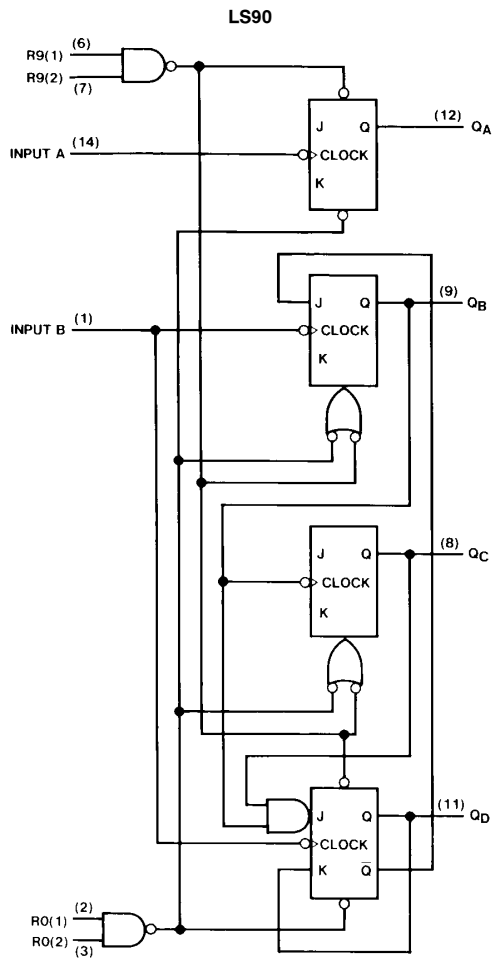 LS90
R9(1) (6)
R9(2) (7)
J Q (12) QA
INPUT A (14) CLOCK
K
J Q (9) QB
INPUT B (1) CLOCK
K
J Q (8) QC
CLOCK
K
J Q (11) QD
CLOCK
K Q̅
R0(1) (2)
R0(2) (3)